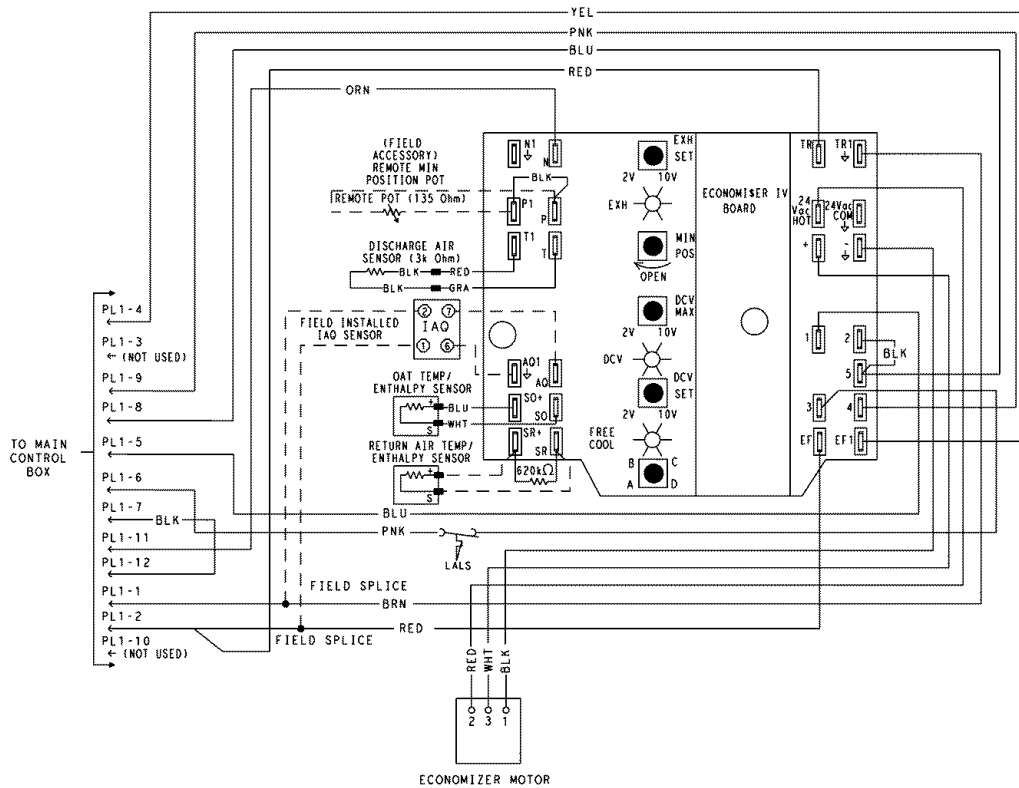 YEL
PNK
BLU
RED
ORN
(FIELD
ACCESSORY)
REMOTE MIN
POSITION POT
REMOTE POT (135 Ohm)
DISCHARGE AIR
SENSOR (3k Ohm)
BLK
RED
BLK
GRA
FIELD INSTALLED
IAQ SENSOR
2
7
IAQ
1
6
OAT TEMP/
ENTHALPY SENSOR
+
BLU
S
WHT
RETURN AIR TEMP/
ENTHALPY SENSOR
+
S
N1
N
BLK
P1
P
T1
T
AQ1
AQ
SO+
SO
SR+
SR
620kΩ
EXH
SET
2V
10V
EXH
MIN
POS
OPEN
DCV
MAX
2V
10V
DCV
DCV
SET
2V
10V
FREE
COOL
B
C
A
D
ECONOMI$ER IV
BOARD
TR
TR1
24
Vac
HOT
24Vac
COM
+
-
1
2
BLK
5
3
4
EF
EF1
TO MAIN
CONTROL
BOX
PL1-4
PL1-3
(NOT USED)
PL1-9
PL1-8
PL1-5
PL1-6
PL1-7
BLK
PL1-11
PL1-12
PL1-1
PL1-2
PL1-10
(NOT USED)
BLU
PNK
LALS
FIELD SPLICE
BRN
FIELD SPLICE
RED
RED
WHT
BLK
2
3
1
ECONOMIZER MOTOR